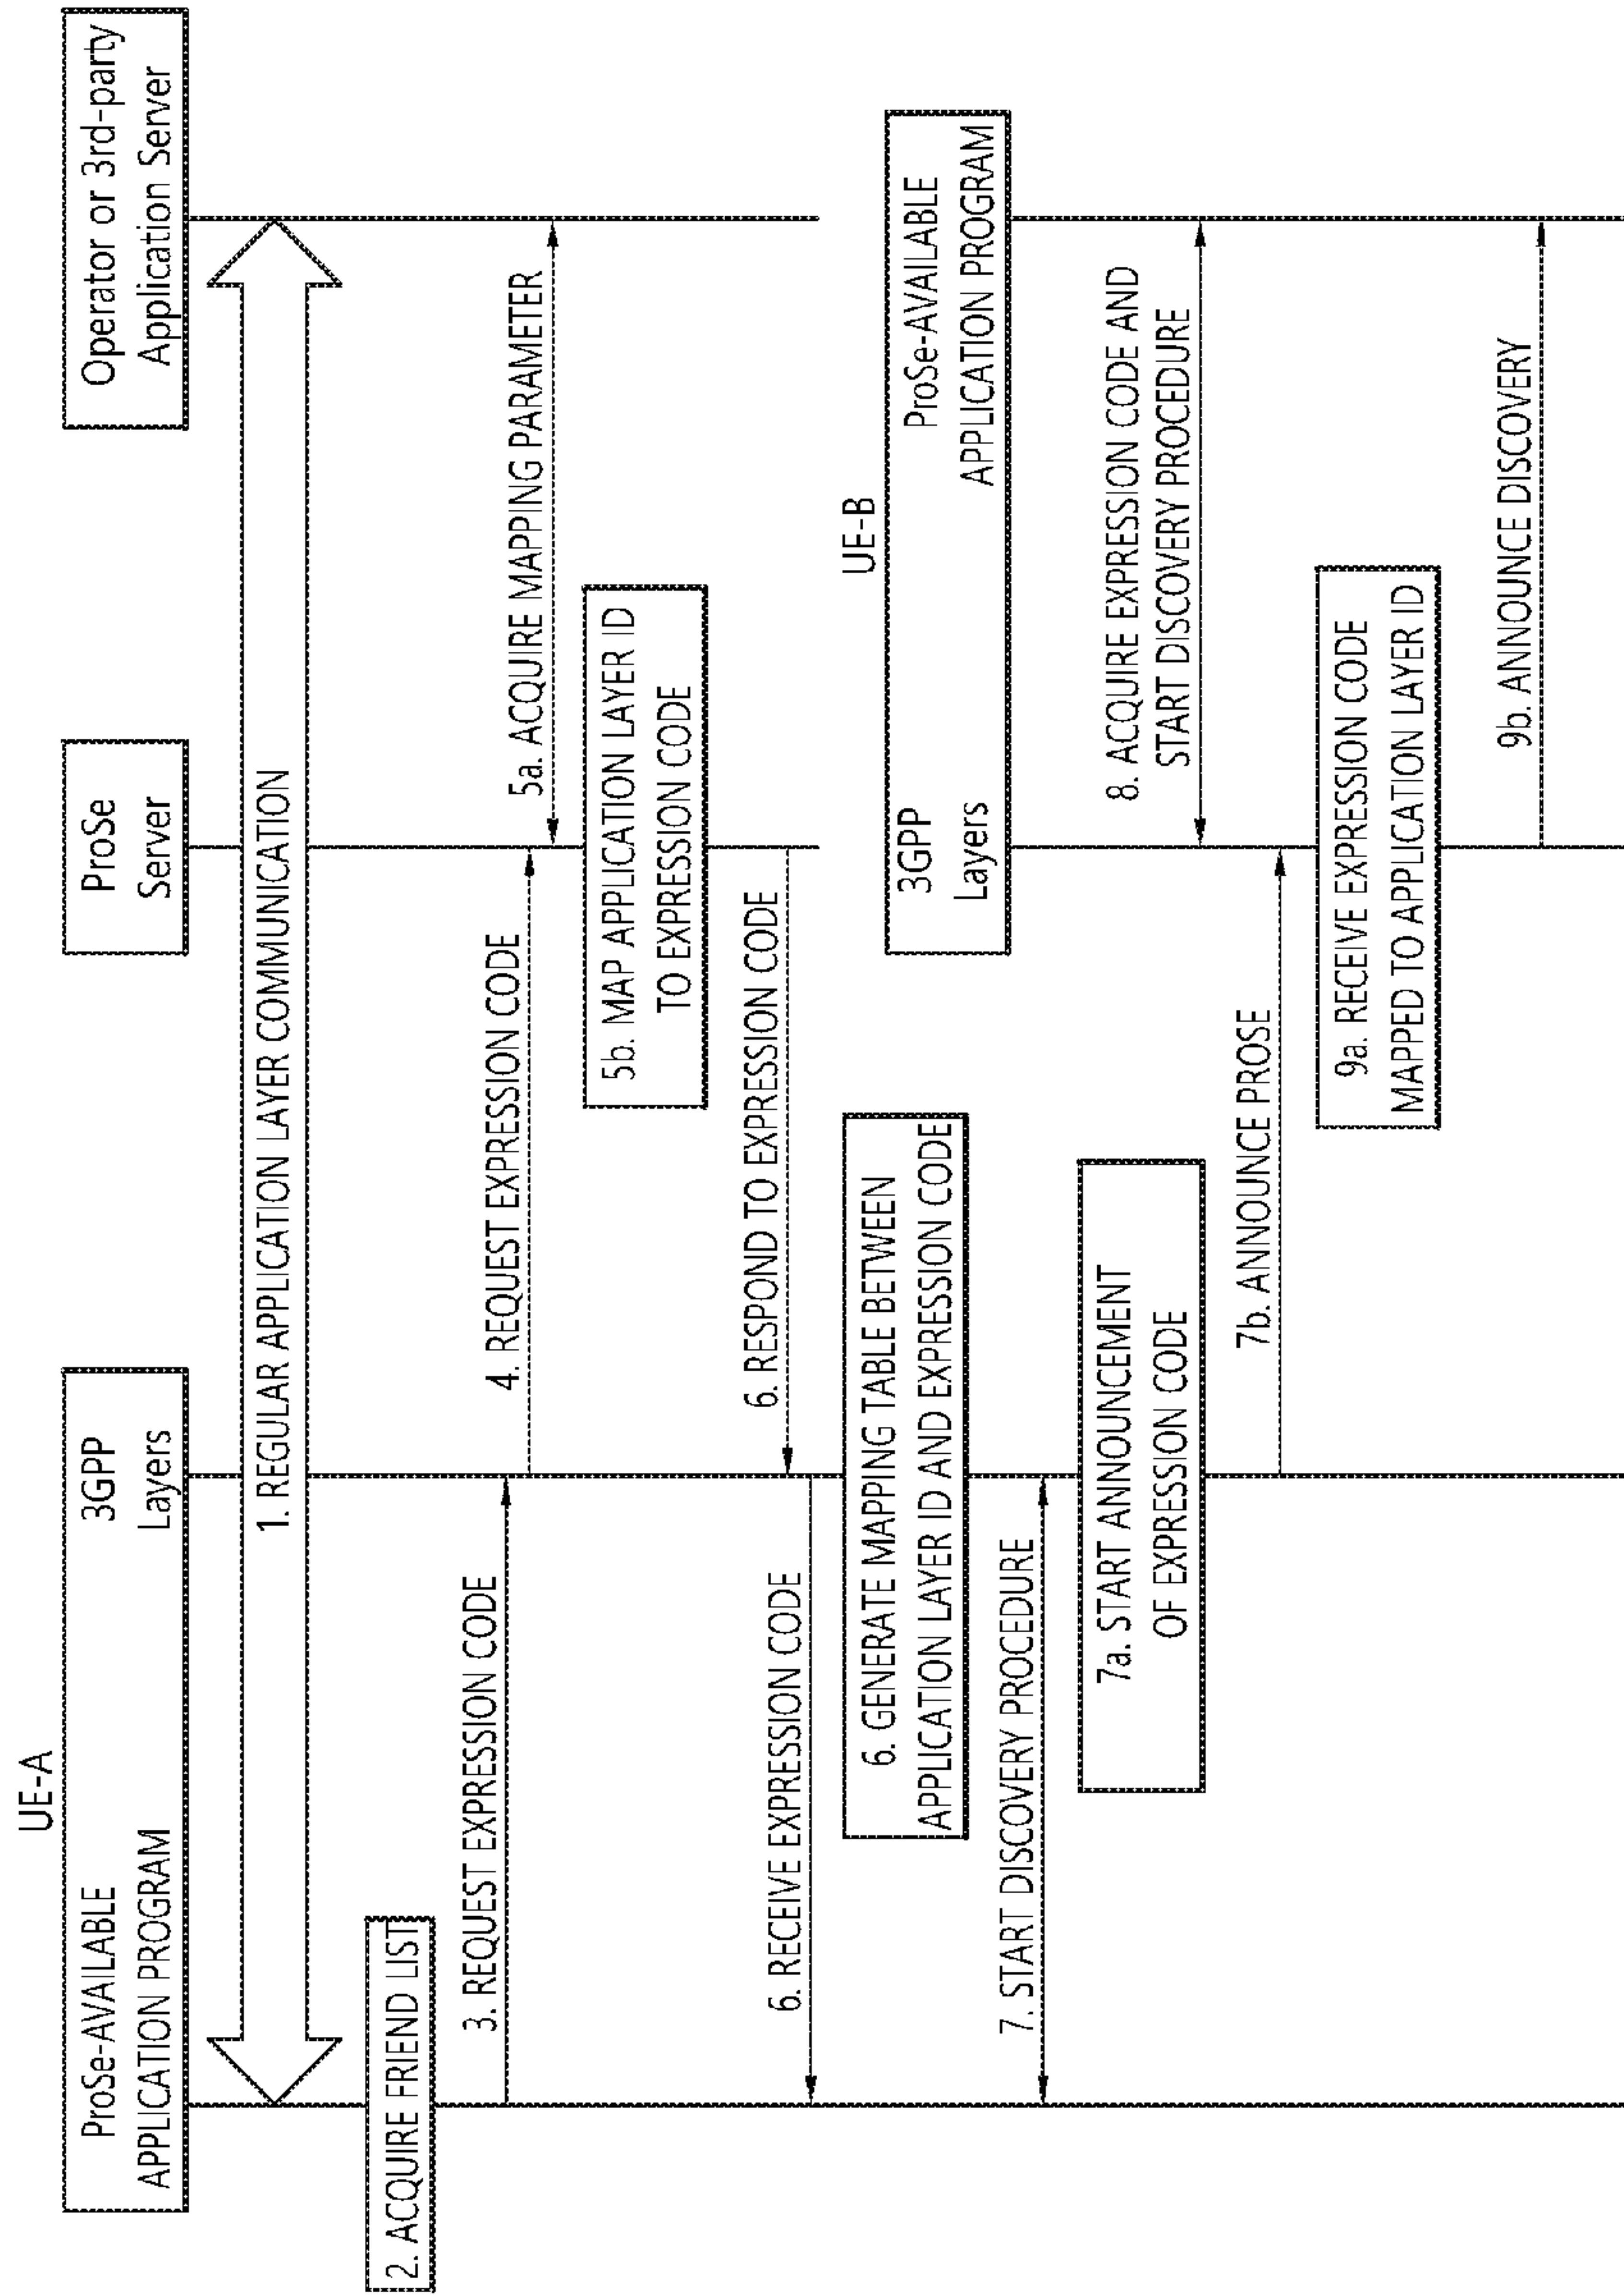 UE-A
ProSe-AVAILABLE
APPLICATION PROGRAM
3GPP
Layers
ProSe
Server
Operator or 3rd-party
Application Server
1. REGULAR APPLICATION LAYER COMMUNICATION
2. ACQUIRE FRIEND LIST
3. REQUEST EXPRESSION CODE
4. REQUEST EXPRESSION CODE
5a. ACQUIRE MAPPING PARAMETER
5b. MAP APPLICATION LAYER ID
TO EXPRESSION CODE
6. RESPOND TO EXPRESSION CODE
6. RECEIVE EXPRESSION CODE
6. GENERATE MAPPING TABLE BETWEEN
APPLICATION LAYER ID AND EXPRESSION CODE
UE-B
3GPP
Layers
ProSe-AVAILABLE
APPLICATION PROGRAM
7. START DISCOVERY PROCEDURE
7a. START ANNOUNCEMENT
OF EXPRESSION CODE
8. ACQUIRE EXPRESSION CODE AND
START DISCOVERY PROCEDURE
7b. ANNOUNCE PROSE
9a. RECEIVE EXPRESSION CODE
MAPPED TO APPLICATION LAYER ID
9b. ANNOUNCE DISCOVERY